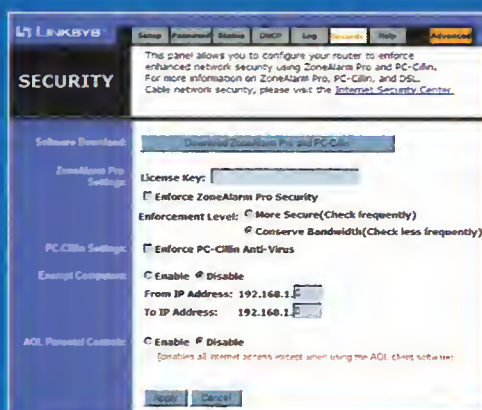 LINKSYS
Setup Password Status DHCP Log Security Help Advanced
SECURITY
This panel allows you to configure your router to enforce
enhanced network security using ZoneAlarm Pro and PC-Cillin.
For more information on ZoneAlarm Pro, PC-Cillin, and DSL,
Cable network security, please visit the Internet Security Center.
Software Download: Download ZoneAlarm Pro and PC-Cillin
ZoneAlarm Pro Settings:
License Key:
Enforce ZoneAlarm Pro Security
Enforcement Level: More Secure(Check frequently)
Conserve Bandwidth(Check less frequently)
PC-Cillin Settings: Enforce PC-Cillin Anti-Virus
Exempt Computers: Enable Disable
From IP Address: 192.168.1.
To IP Address: 192.168.1.
AOL Parental Controls: Enable Disable
(disables all internet access except when using the AOL client software)
Apply Cancel